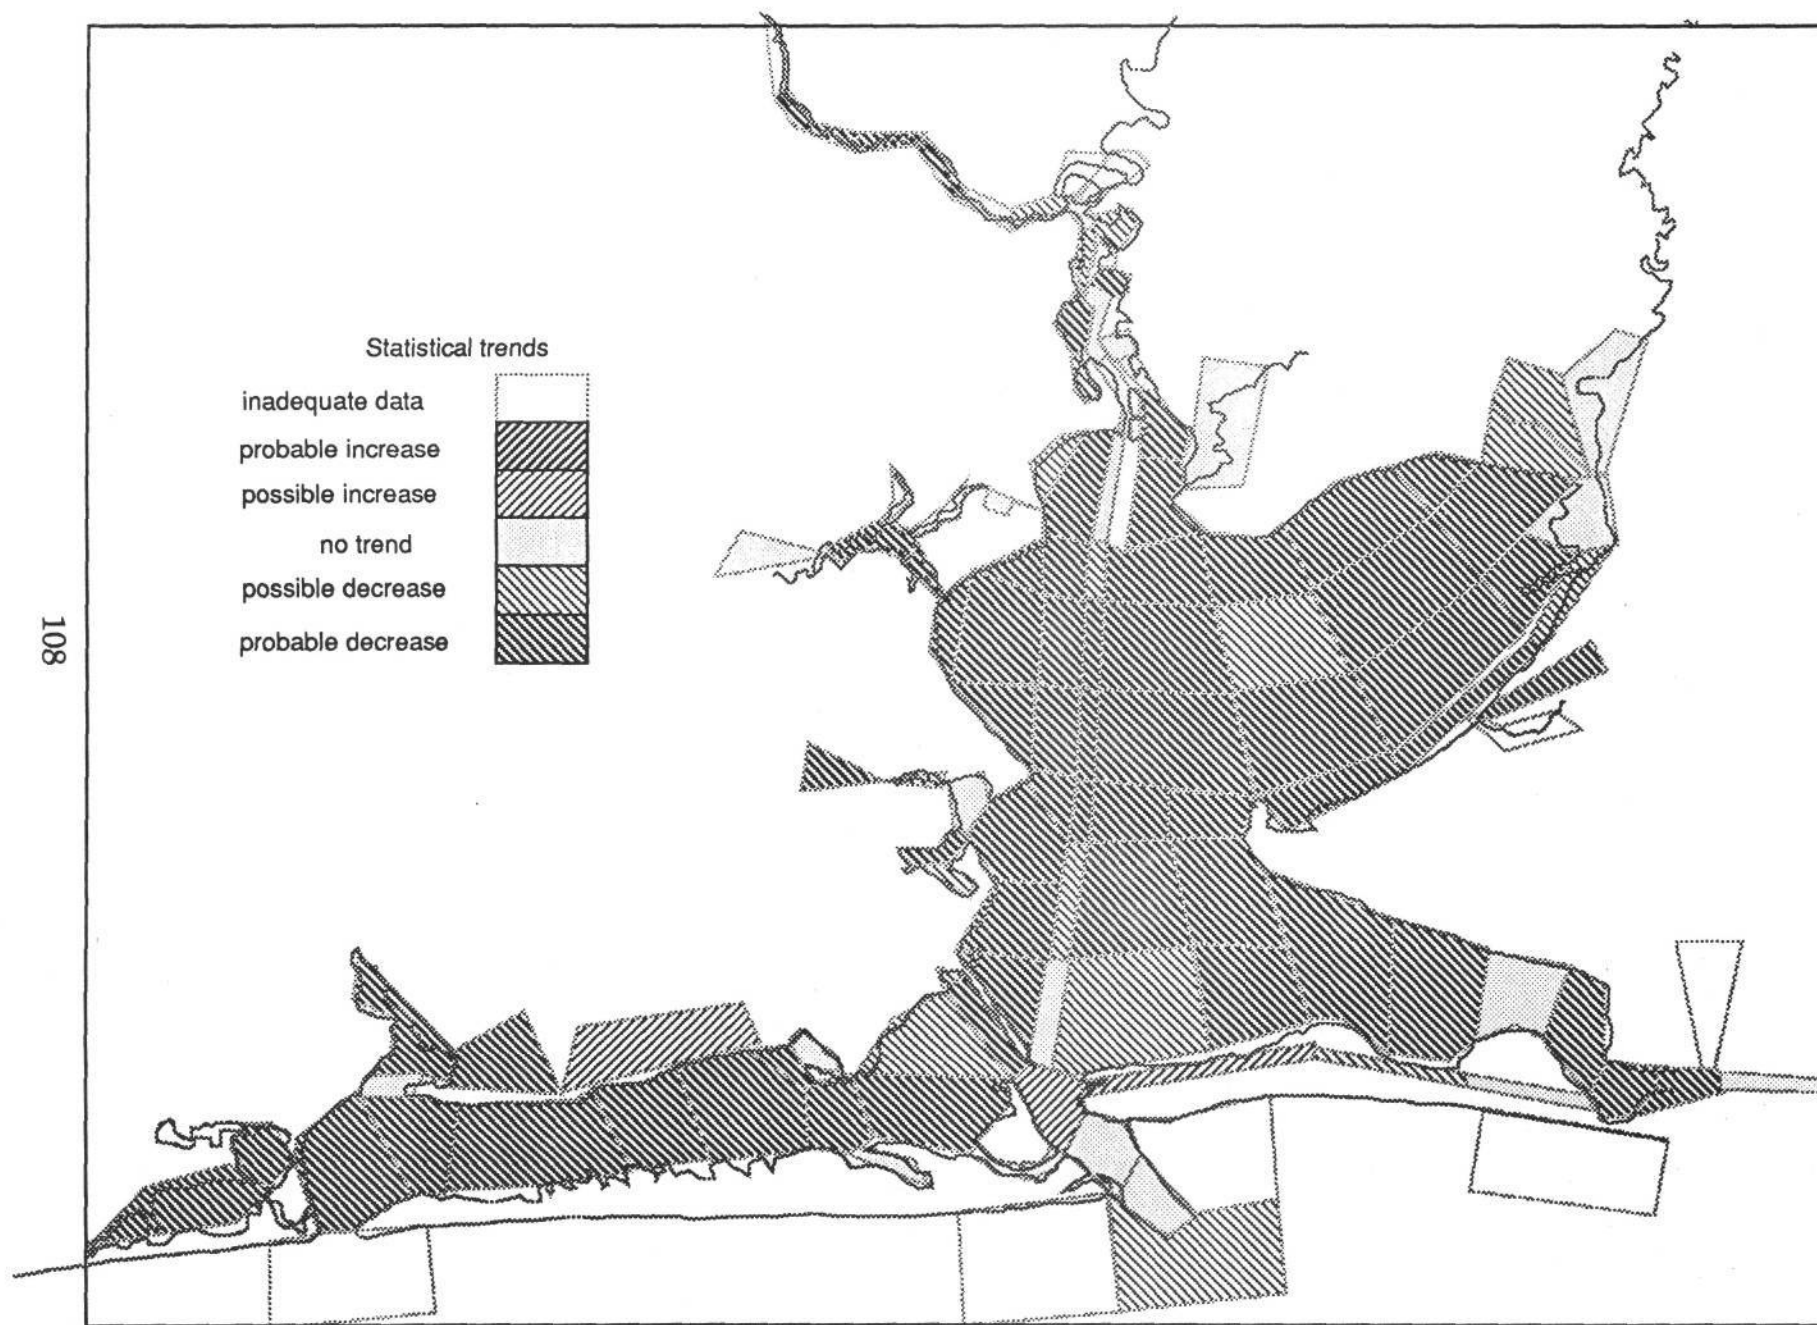 Statistical trends
inadequate data
probable increase
possible increase
no trend
possible decrease
probable decrease
108